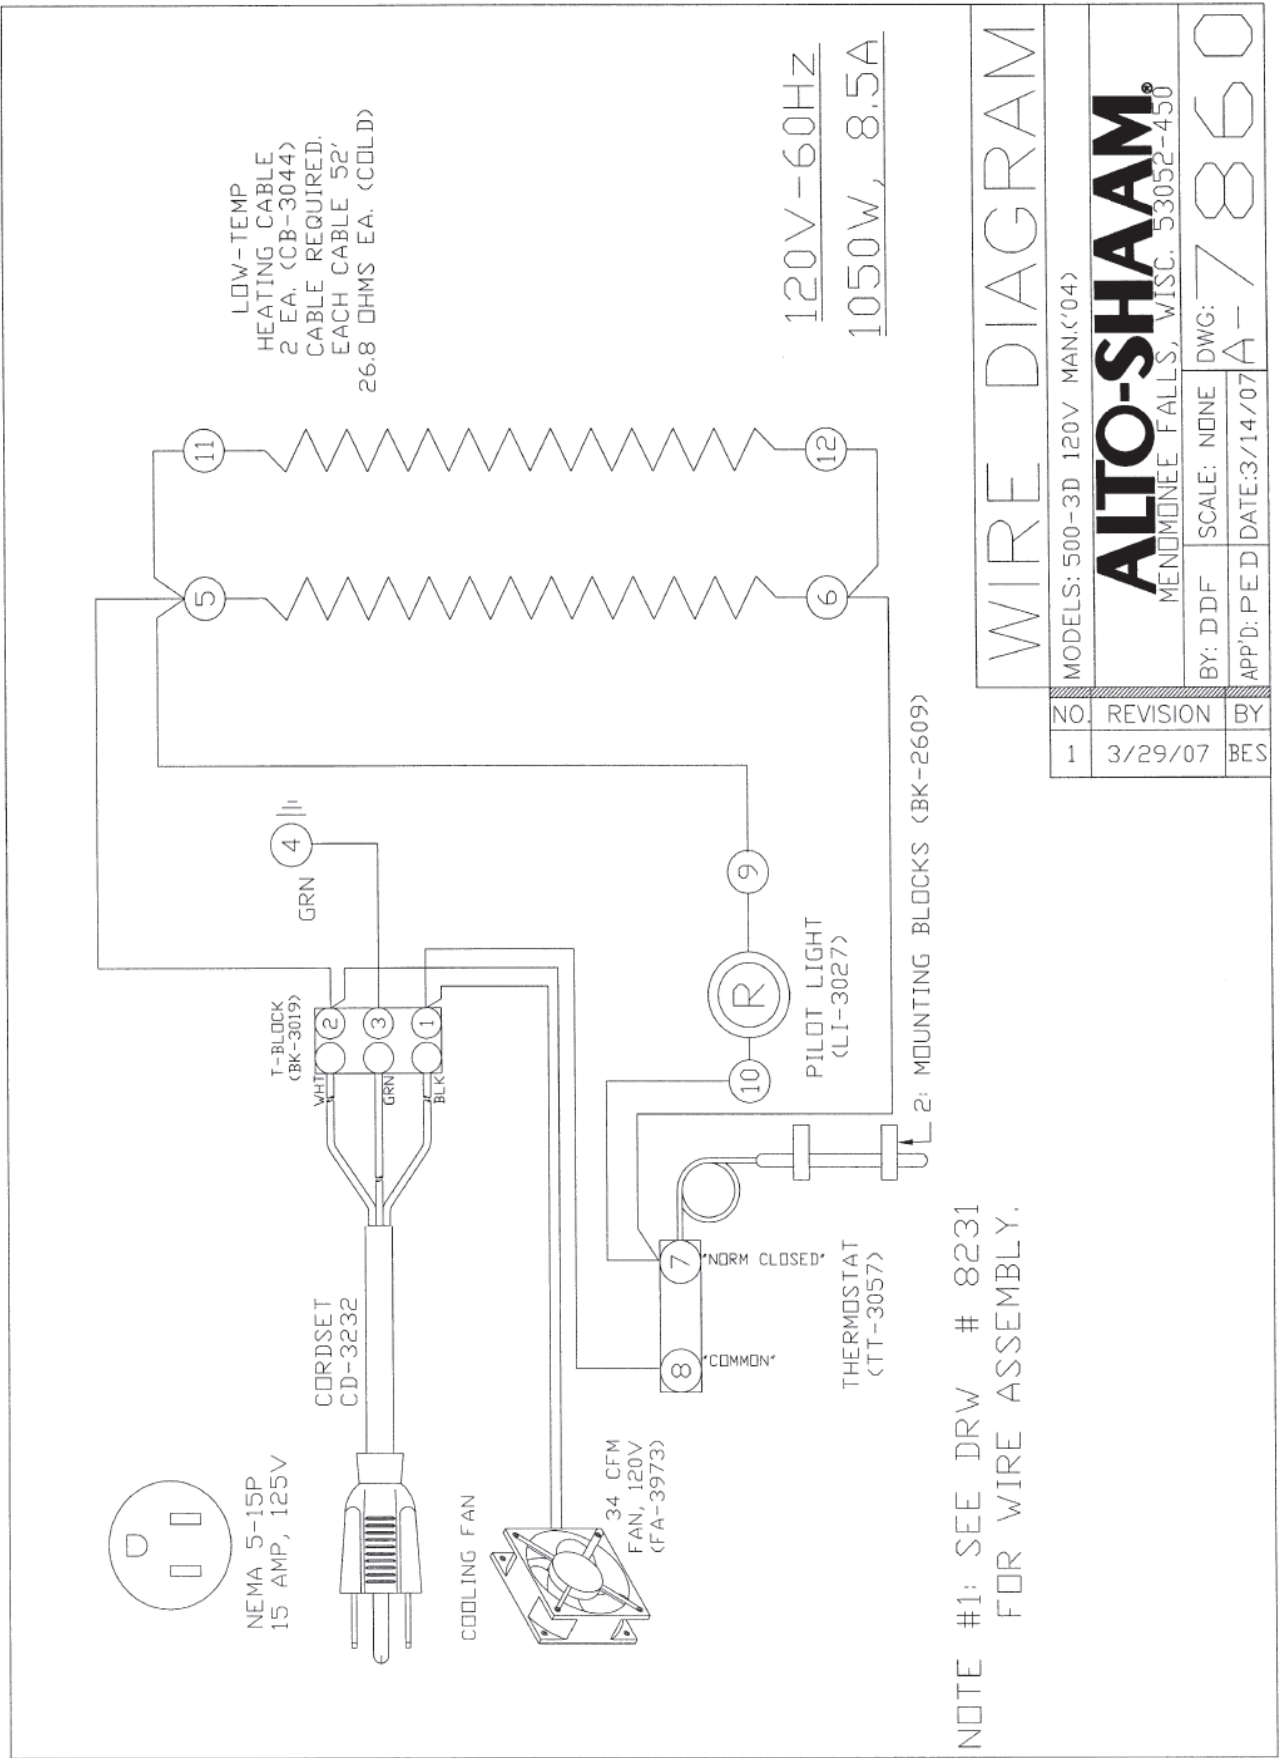 NEMA 5-15P
15 AMP, 125V
CORDSET
CD-3232
T-BLOCK
(BK-3019)
WHT
GRN
BLK
2
3
1
GRN
4
5
11
6
12
LOW-TEMP
HEATING CABLE
2 EA. (CB-3044)
CABLE REQUIRED.
EACH CABLE 52'
26.8 OHMS EA. (COLD)
COOLING FAN
34 CFM
FAN, 120V
(FA-3973)
8
"COMMON"
7
"NORM CLOSED"
THERMOSTAT
(TT-3057)
10
R
9
PILOT LIGHT
(LI-3027)
2: MOUNTING BLOCKS (BK-2609)
120V-60HZ
1050W, 8.5A
NOTE #1: SEE DRW # 8231
FOR WIRE ASSEMBLY.
NO. REVISION BY
1 3/29/07 BES
WIRE DIAGRAM
MODELS: 500-3D 120V MAN.('04)
ALTO-SHAAM®
MENOMONEE FALLS, WISC. 53052-450
BY: DDF SCALE: NONE DWG:
APP'D: PED DATE:3/14/07 A-7860